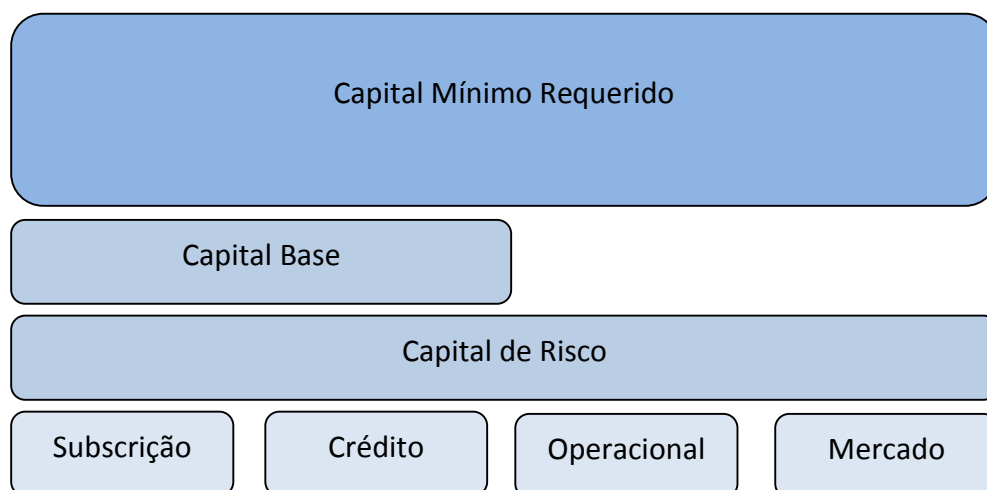 Capital Mínimo Requerido
Capital Base
Capital de Risco
Subscrição
Crédito
Operacional
Mercado